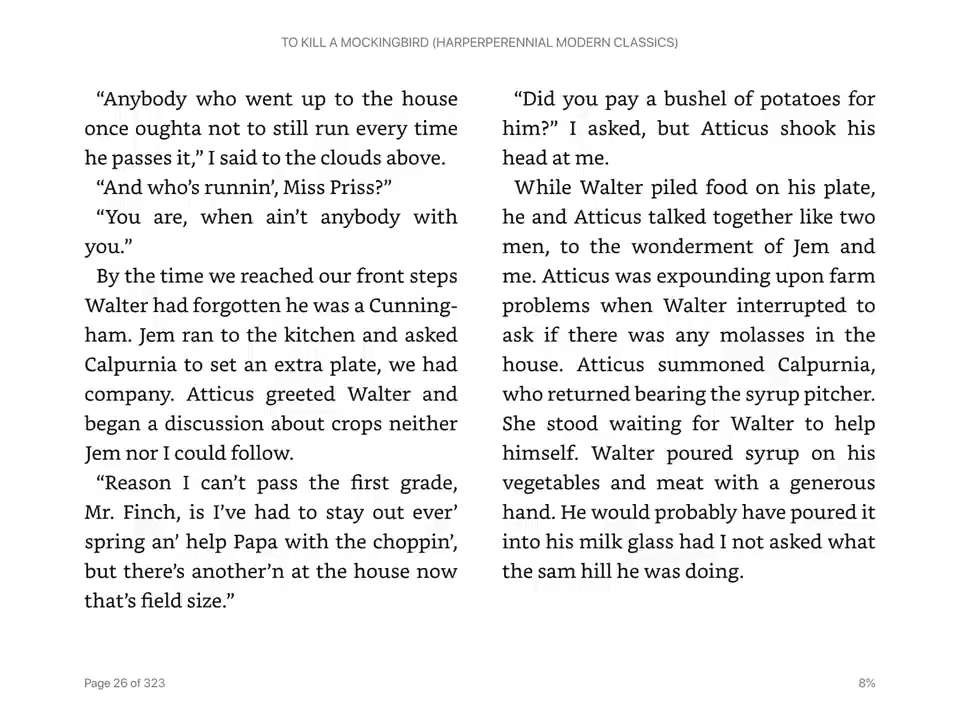 TO KILL A MOCKINGBIRD (HARPERPERENNIAL MODERN CLASSICS)
“Anybody who went up to the house
once oughta not to still run every time
he passes it,” I said to the clouds above.
“And who’s runnin’, Miss Priss?”
“You are, when ain’t anybody with
you.”
By the time we reached our front steps
Walter had forgotten he was a Cunning-
ham. Jem ran to the kitchen and asked
Calpurnia to set an extra plate, we had
company. Atticus greeted Walter and
began a discussion about crops neither
Jem nor I could follow.
“Reason I can’t pass the first grade,
Mr. Finch, is I’ve had to stay out ever’
spring an’ help Papa with the choppin’,
but there’s another’n at the house now
that’s field size.”
“Did you pay a bushel of potatoes for
him?” I asked, but Atticus shook his
head at me.
While Walter piled food on his plate,
he and Atticus talked together like two
men, to the wonderment of Jem and
me. Atticus was expounding upon farm
problems when Walter interrupted to
ask if there was any molasses in the
house. Atticus summoned Calpurnia,
who returned bearing the syrup pitcher.
She stood waiting for Walter to help
himself. Walter poured syrup on his
vegetables and meat with a generous
hand. He would probably have poured it
into his milk glass had I not asked what
the sam hill he was doing.
Page 26 of 323
8%